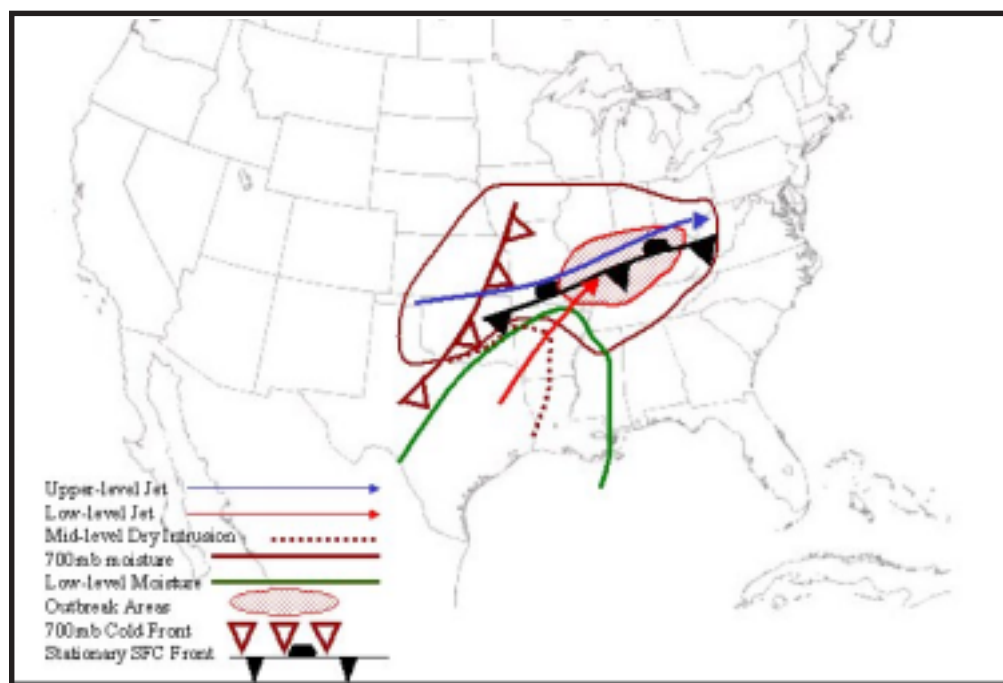 Upper-level Jet
Low-level Jet
Mid-level Dry Intrusion
700mb moisture
Low-level Moisture
Outbreak Areas
700mb Cold Front
Stationary SFC Front